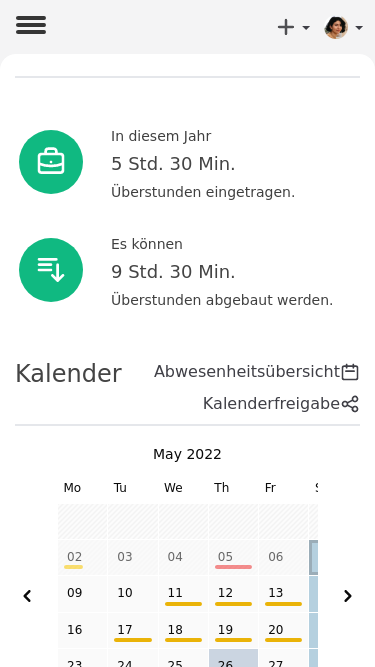 In diesem Jahr
5 Std. 30 Min.
Überstunden eingetragen.
Es können
9 Std. 30 Min.
Überstunden abgebaut werden.
Kalender
Abwesenheitsübersicht
Kalenderfreigabe
May 2022
Mo Tu We Th Fr
02 03 04 05 06
09 10 11 12 13
16 17 18 19 20
23 24 25 26 27